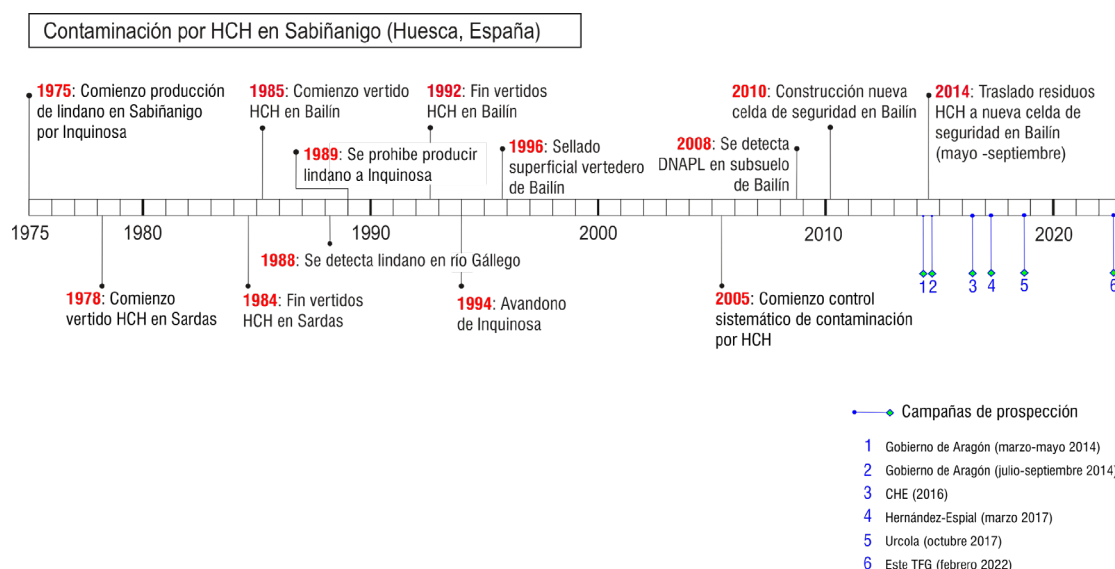 Contaminación por HCH en Sabiñanigo (Huesca, España)
1975: Comienzo producción
de lindano en Sabiñanigo
por Inquinosa
1985: Comienzo vertido
HCH en Bailín
1992: Fin vertidos
HCH en Bailín
1989: Se prohibe producir
lindano a Inquinosa
1996: Sellado
superficial vertedero
de Bailín
2010: Construcción nueva
celda de seguridad en Bailín
2008: Se detecta
DNAPL en subsuelo
de Bailín
2014: Traslado residuos
HCH a nueva celda de
seguridad en Bailín
(mayo -septiembre)
1975 1980 1990 2000 2010 2020
1988: Se detecta lindano en río Gállego
1978: Comienzo
vertido HCH en Sardas
1984: Fin vertidos
HCH en Sardas
1994: Avandono
de Inquinosa
2005: Comienzo control
sistemático de contaminación
por HCH
1 2 3 4 5 6
Campañas de prospección
1 Gobierno de Aragón (marzo-mayo 2014)
2 Gobierno de Aragón (julio-septiembre 2014)
3 CHE (2016)
4 Hernández-Espial (marzo 2017)
5 Urcola (octubre 2017)
6 Este TFG (febrero 2022)